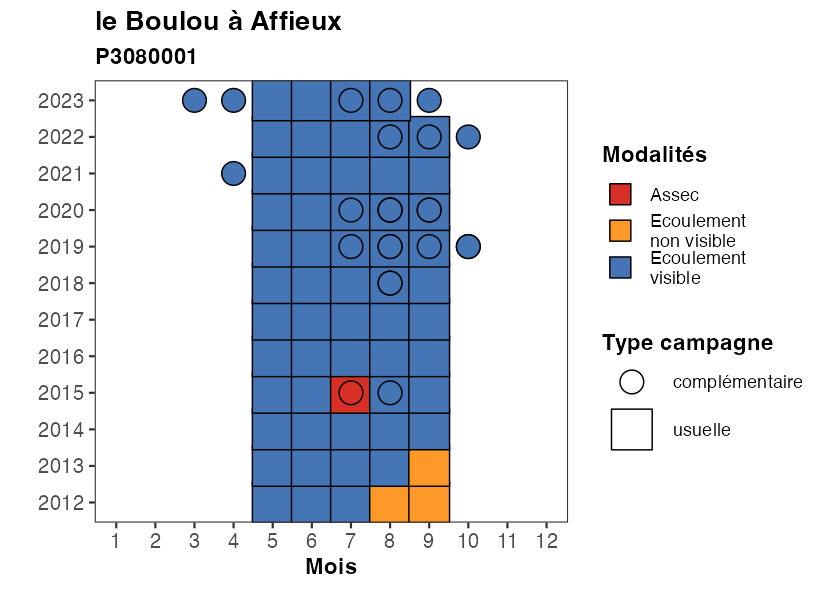 le Boulou à Affieux
P3080001
2023
2022
2021
2020
2019
2018
2017
2016
2015
2014
2013
2012
1 2 3 4 5 6 7 8 9 10 11 12
Mois
Modalités
Assec
Ecoulement
non visible
Ecoulement
visible
Type campagne
complémentaire
usuelle